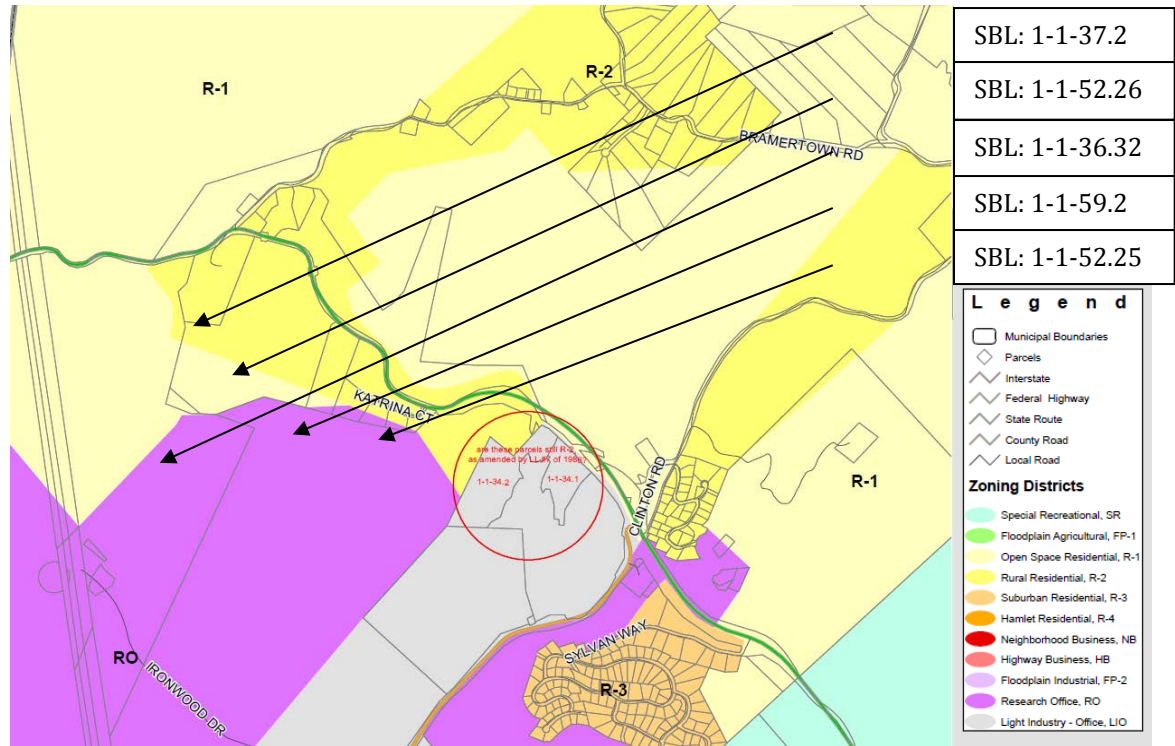 R-1
R-2
BRAMERTOWN RD
KATRINA CT
are these parcels still R-2
1-1-34.2
1-1-34.1
CLINTON RD
R-1
SYLVAN WAY
R-3
RO
IRONWOOD DR
SBL: 1-1-37.2
SBL: 1-1-52.26
SBL: 1-1-36.32
SBL: 1-1-59.2
SBL: 1-1-52.25
Legend
Municipal Boundaries
Parcels
Interstate
Federal Highway
State Route
County Road
Local Road
Zoning Districts
Special Recreational, SR
Floodplain Agricultural, FP-1
Open Space Residential, R-1
Rural Residential, R-2
Suburban Residential, R-3
Hamlet Residential, R-4
Neighborhood Business, NB
Highway Business, HB
Floodplain Industrial, FP-2
Research Office, RO
Light Industry - Office, LIO